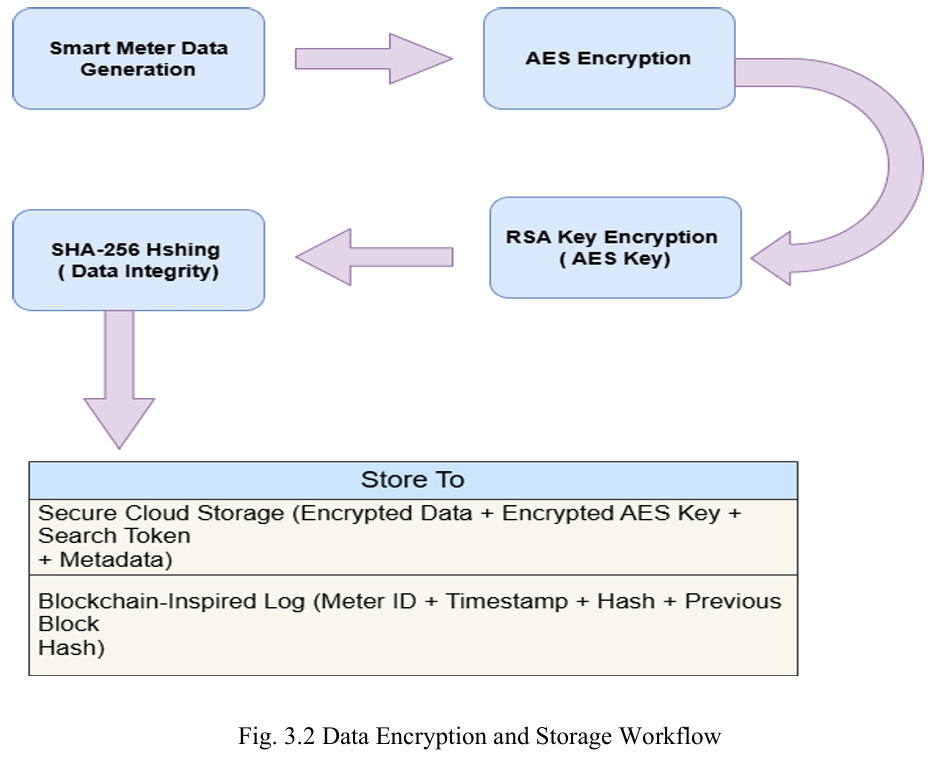 Smart Meter Data
Generation
AES Encryption
RSA Key Encryption
( AES Key)
SHA-256 Hshing
( Data Integrity)
Store To
Secure Cloud Storage (Encrypted Data + Encrypted AES Key +
Search Token
+ Metadata)
Blockchain-Inspired Log (Meter ID + Timestamp + Hash + Previous
Block
Hash)
Fig. 3.2 Data Encryption and Storage Workflow